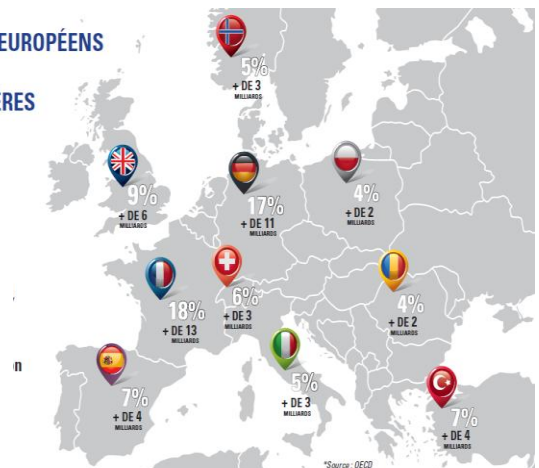 EUROPÉENS
ÈRES
5%
+ DE 3
MILLIARDS
9%
+ DE 6
MILLIARDS
17%
+ DE 11
MILLIARDS
4%
+ DE 2
MILLIARDS
18%
+ DE 13
MILLIARDS
6%
+ DE 3
MILLIARDS
4%
+ DE 2
MILLIARDS
on
7%
+ DE 4
MILLIARDS
5%
+ DE 3
MILLIARDS
7%
+ DE 4
MILLIARDS
*Source : OECD